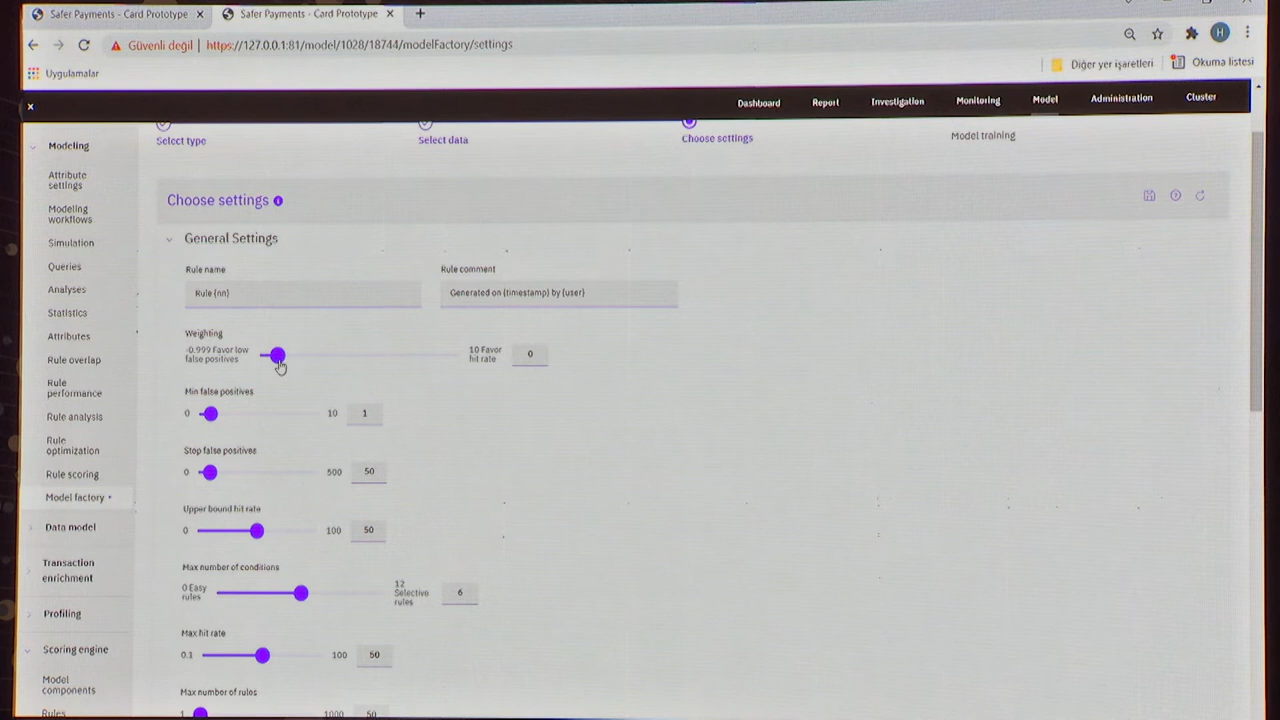 Safer Payments - Card Prototype
Safer Payments - Card Prototype
Güvenli değil | https://127.0.0.1:81/model/1028/18744/modelFactory/settings
H
Uygulamalar
Diğer yer işaretleri
Okuma listesi
Dashboard
Report
Investigation
Monitoring
Model
Administration
Cluster
Select type
Select data
Choose settings
Model training
Modeling
Attribute
settings
Modeling
workflows
Simulation
Queries
Analyses
Statistics
Attributes
Rule overlap
Rule
performance
Rule analysis
Rule
optimization
Rule scoring
Model factory
Data model
Transaction
enrichment
Profiling
Scoring engine
Model
components
Rules
Choose settings
General Settings
Rule name
Rule comment
Rule {nn}
Generated on {timestamp} by {user}
Weighting
-0.999 Favor low
false positives
10 Favor
hit rate
0
Min false positives
0
10
1
Stop false positives
0
500
50
Upper bound hit rate
0
100
50
Max number of conditions
0 Easy
rules
12
Selective
rules
6
Max hit rate
0.1
100
50
Max number of rules
1
1000
50